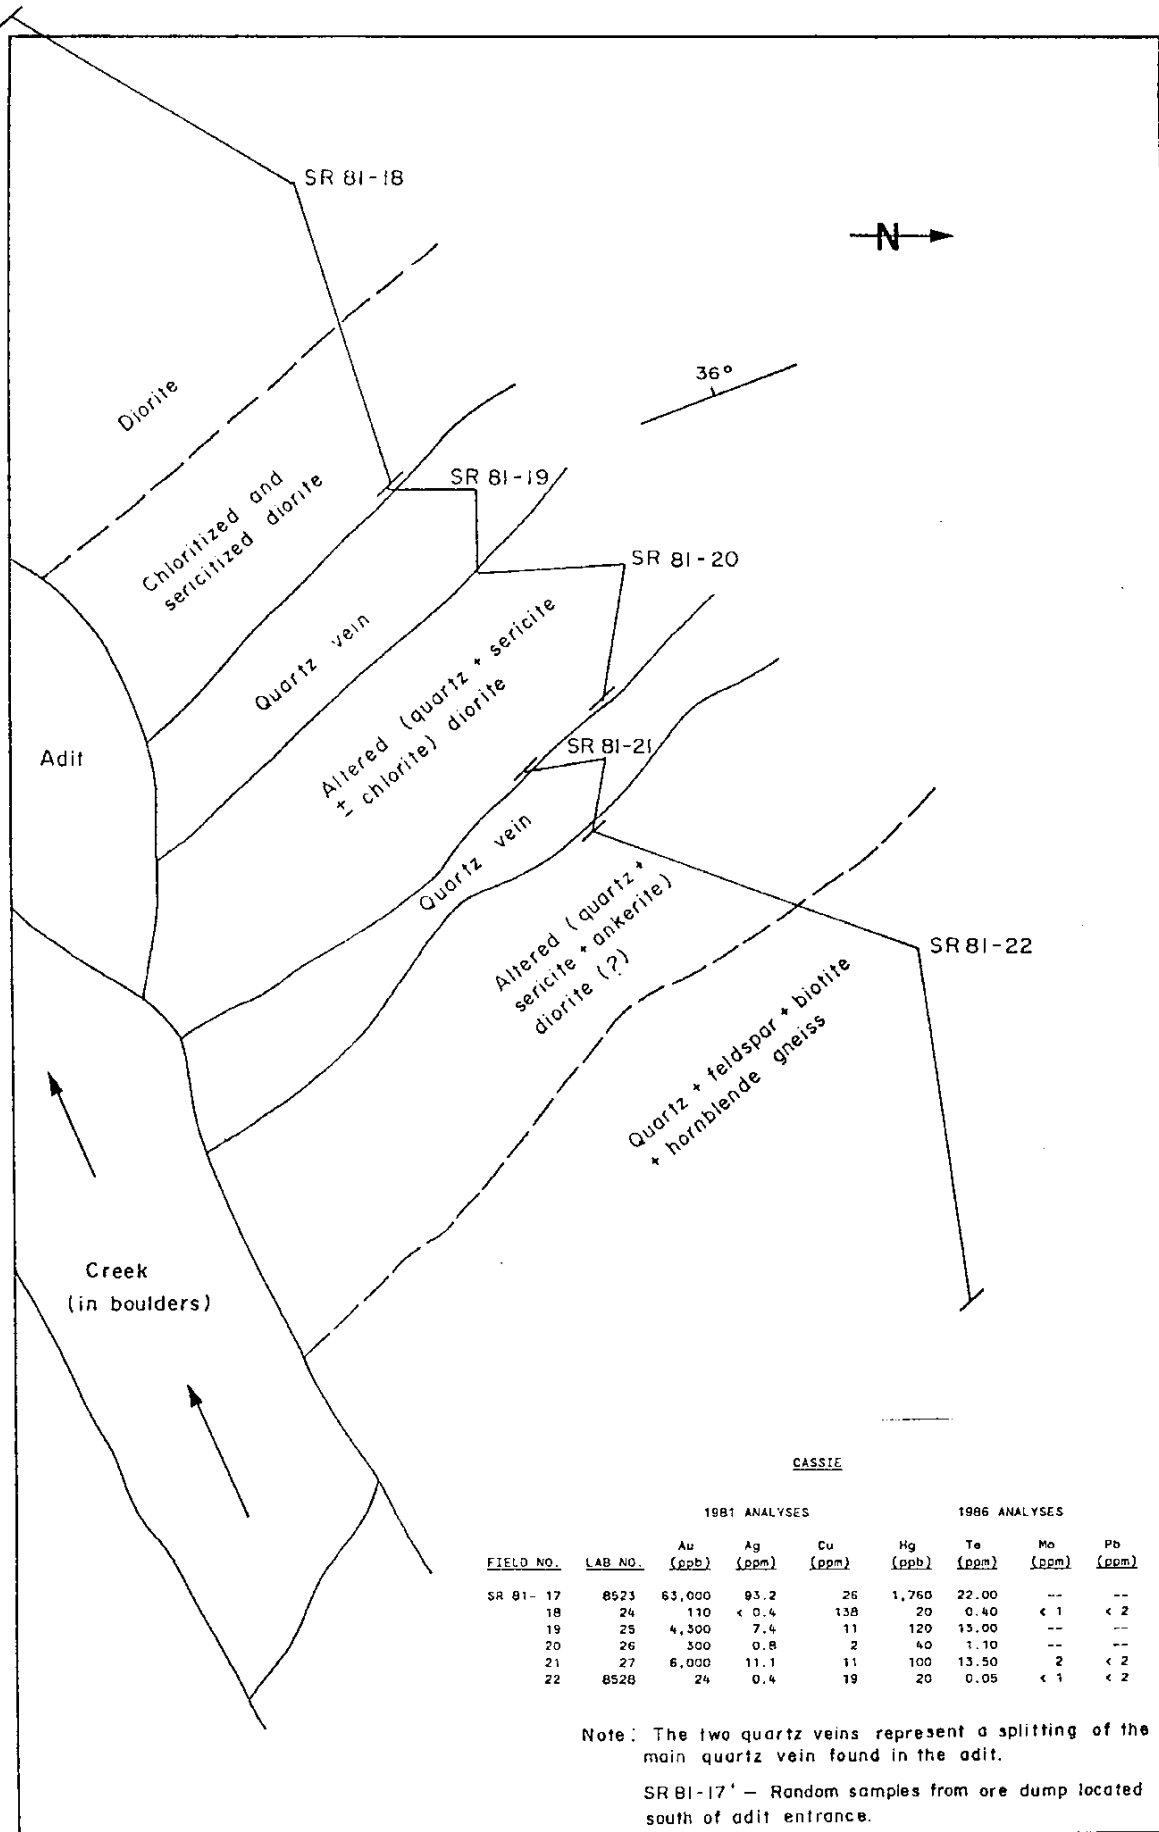 SR 81-18
N
Diorite
36°
Chloritized and
sericitized diorite
SR 81-19
SR 81-20
Quartz vein
Altered (quartz + sericite
± chlorite) diorite
Adit
SR 81-21
Quartz vein
Altered (quartz +
sericite + ankerite)
diorite (?)
SR 81-22
Quartz + feldspar + biotite
+ hornblende gneiss
Creek
(in boulders)
CASSIE
1981 ANALYSES 1986 ANALYSES
Au Ag Cu Hg Te Mo Pb
FIELD NO. LAB NO. (ppb) (ppm) (ppm) (ppb) (ppm) (ppm) (ppm)
SR 81- 17 8523 63,000 93.2 26 1,760 22.00 -- --
18 24 110 < 0.4 138 20 0.40 < 1 < 2
19 25 4,300 7.4 11 120 13.00 -- --
20 26 300 0.8 2 40 1.10 -- --
21 27 6,000 11.1 11 100 13.50 2 < 2
22 8528 24 0.4 19 20 0.05 < 1 < 2
Note: The two quartz veins represent a splitting of the
main quartz vein found in the adit.
SR 81-17' — Random samples from ore dump located
south of adit entrance.